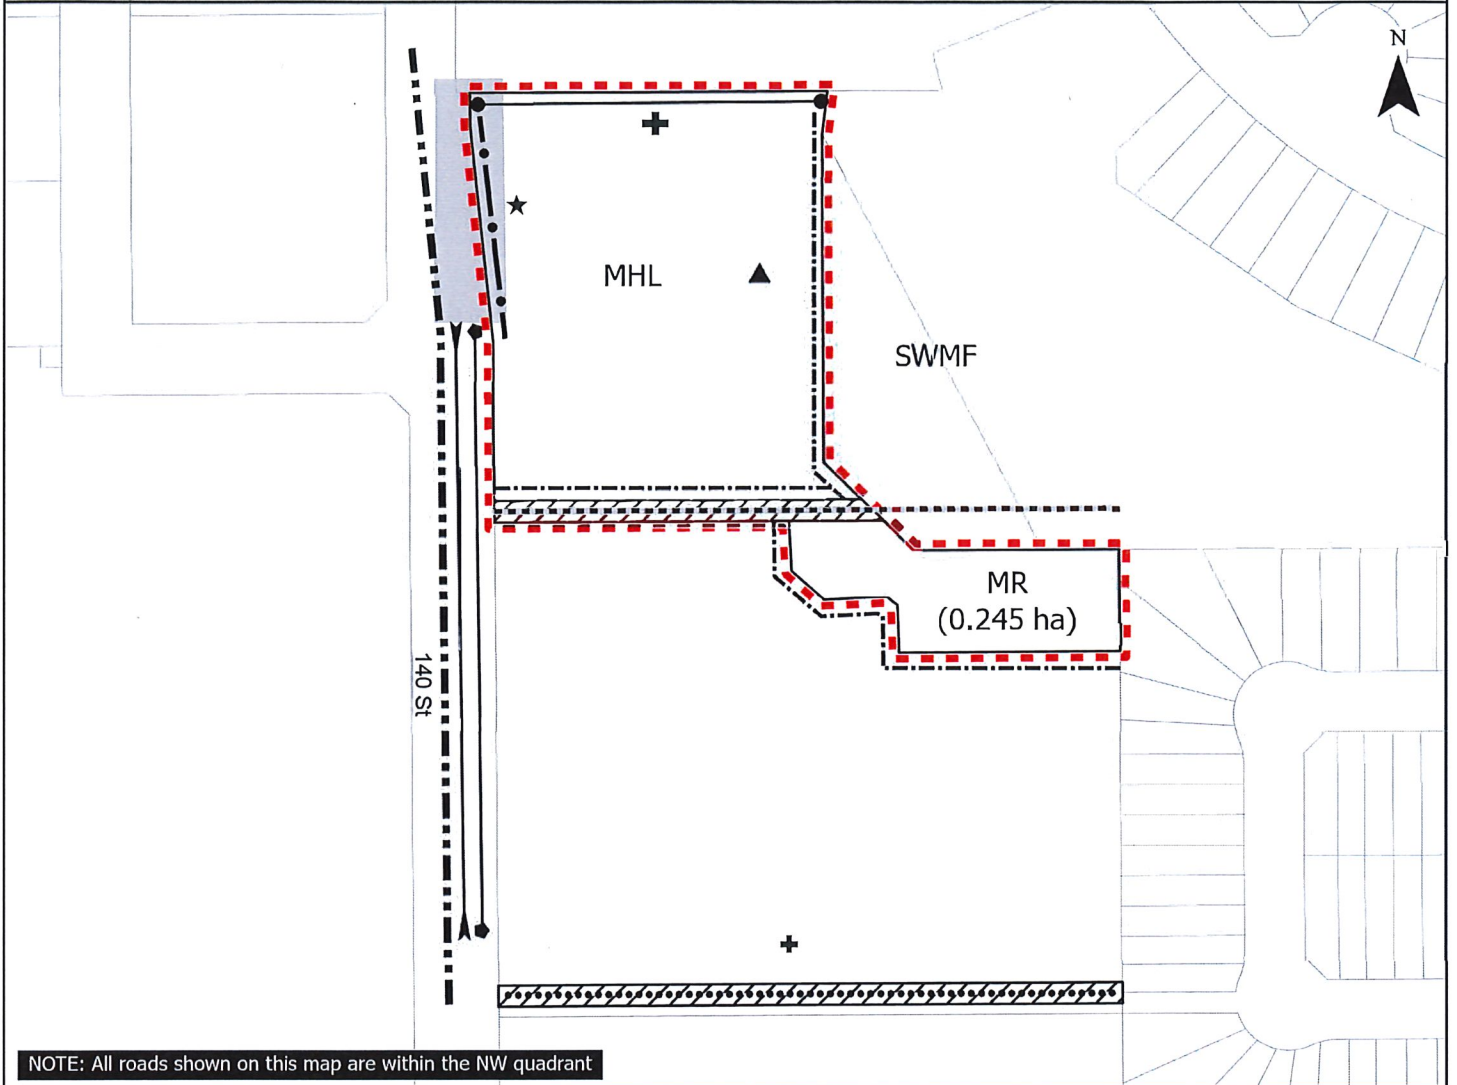 N
MHL
SWMF
MR
(0.245 ha)
140 St
NOTE: All roads shown on this map are within the NW quadrant